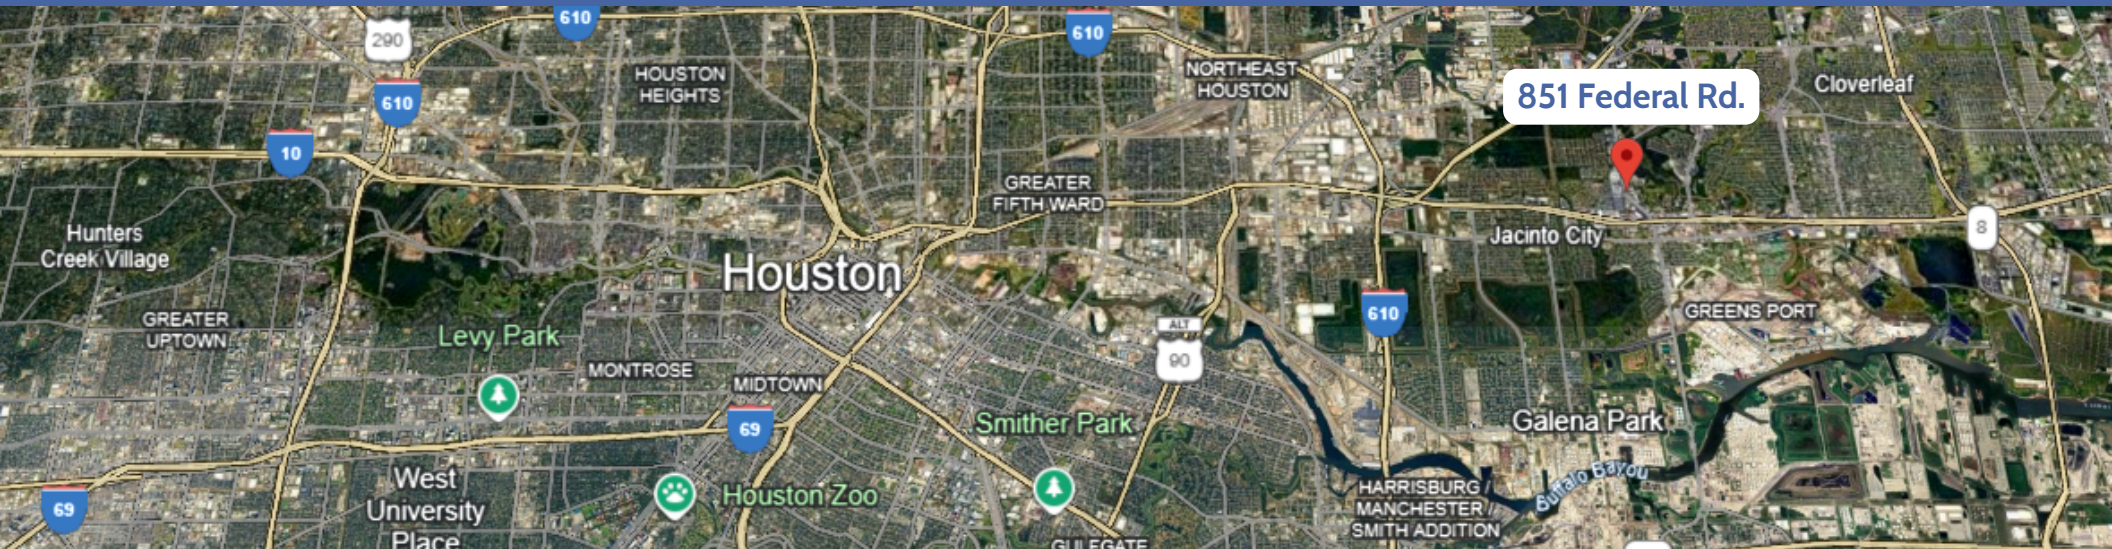 610
290
610
HOUSTON
HEIGHTS
NORTHEAST
HOUSTON
851 Federal Rd.
Cloverleaf
610
10
GREATER
FIFTH WARD
Hunters
Creek Village
Jacinto City
8
Houston
GREATER
UPTOWN
Levy Park
ALT
90
610
GREENS PORT
MONTROSE
MIDTOWN
69
Smither Park
Galena Park
West
University
Place
Houston Zoo
69
Buffalo Bayou
HARRISBURG /
MANCHESTER /
SMITH ADDITION
GULFGATE